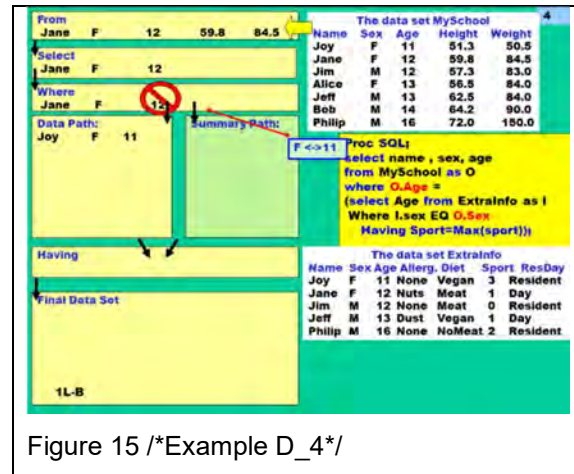 4
From
Jane F 12 59.8 84.5
Select
Jane F 12
Where
Jane F 12
Data Path:
Joy F 11
Summary Path:
F <->11
Having
Final Data Set
1L-B
The data set MySchool
Name Sex Age Height Weight
Joy F 11 51.3 50.5
Jane F 12 59.8 84.5
Jim M 12 57.3 83.0
Alice F 13 56.5 84.0
Jeff M 13 62.5 84.0
Bob M 14 64.2 90.0
Philip M 16 72.0 150.0
Proc SQL;
select name , sex, age
from MySchool as O
where O.Age =
(select Age from ExtraInfo as I
Where I.sex EQ O.Sex
Having Sport=Max(sport));
The data set ExtraInfo
Name Sex Age Allerg. Diet Sport ResDay
Joy F 11 None Vegan 3 Resident
Jane F 12 Nuts Meat 1 Day
Jim M 12 None Meat 0 Resident
Jeff M 13 Dust Vegan 1 Day
Philip M 16 None NoMeat 2 Resident
Figure 15 /*Example D_4*/